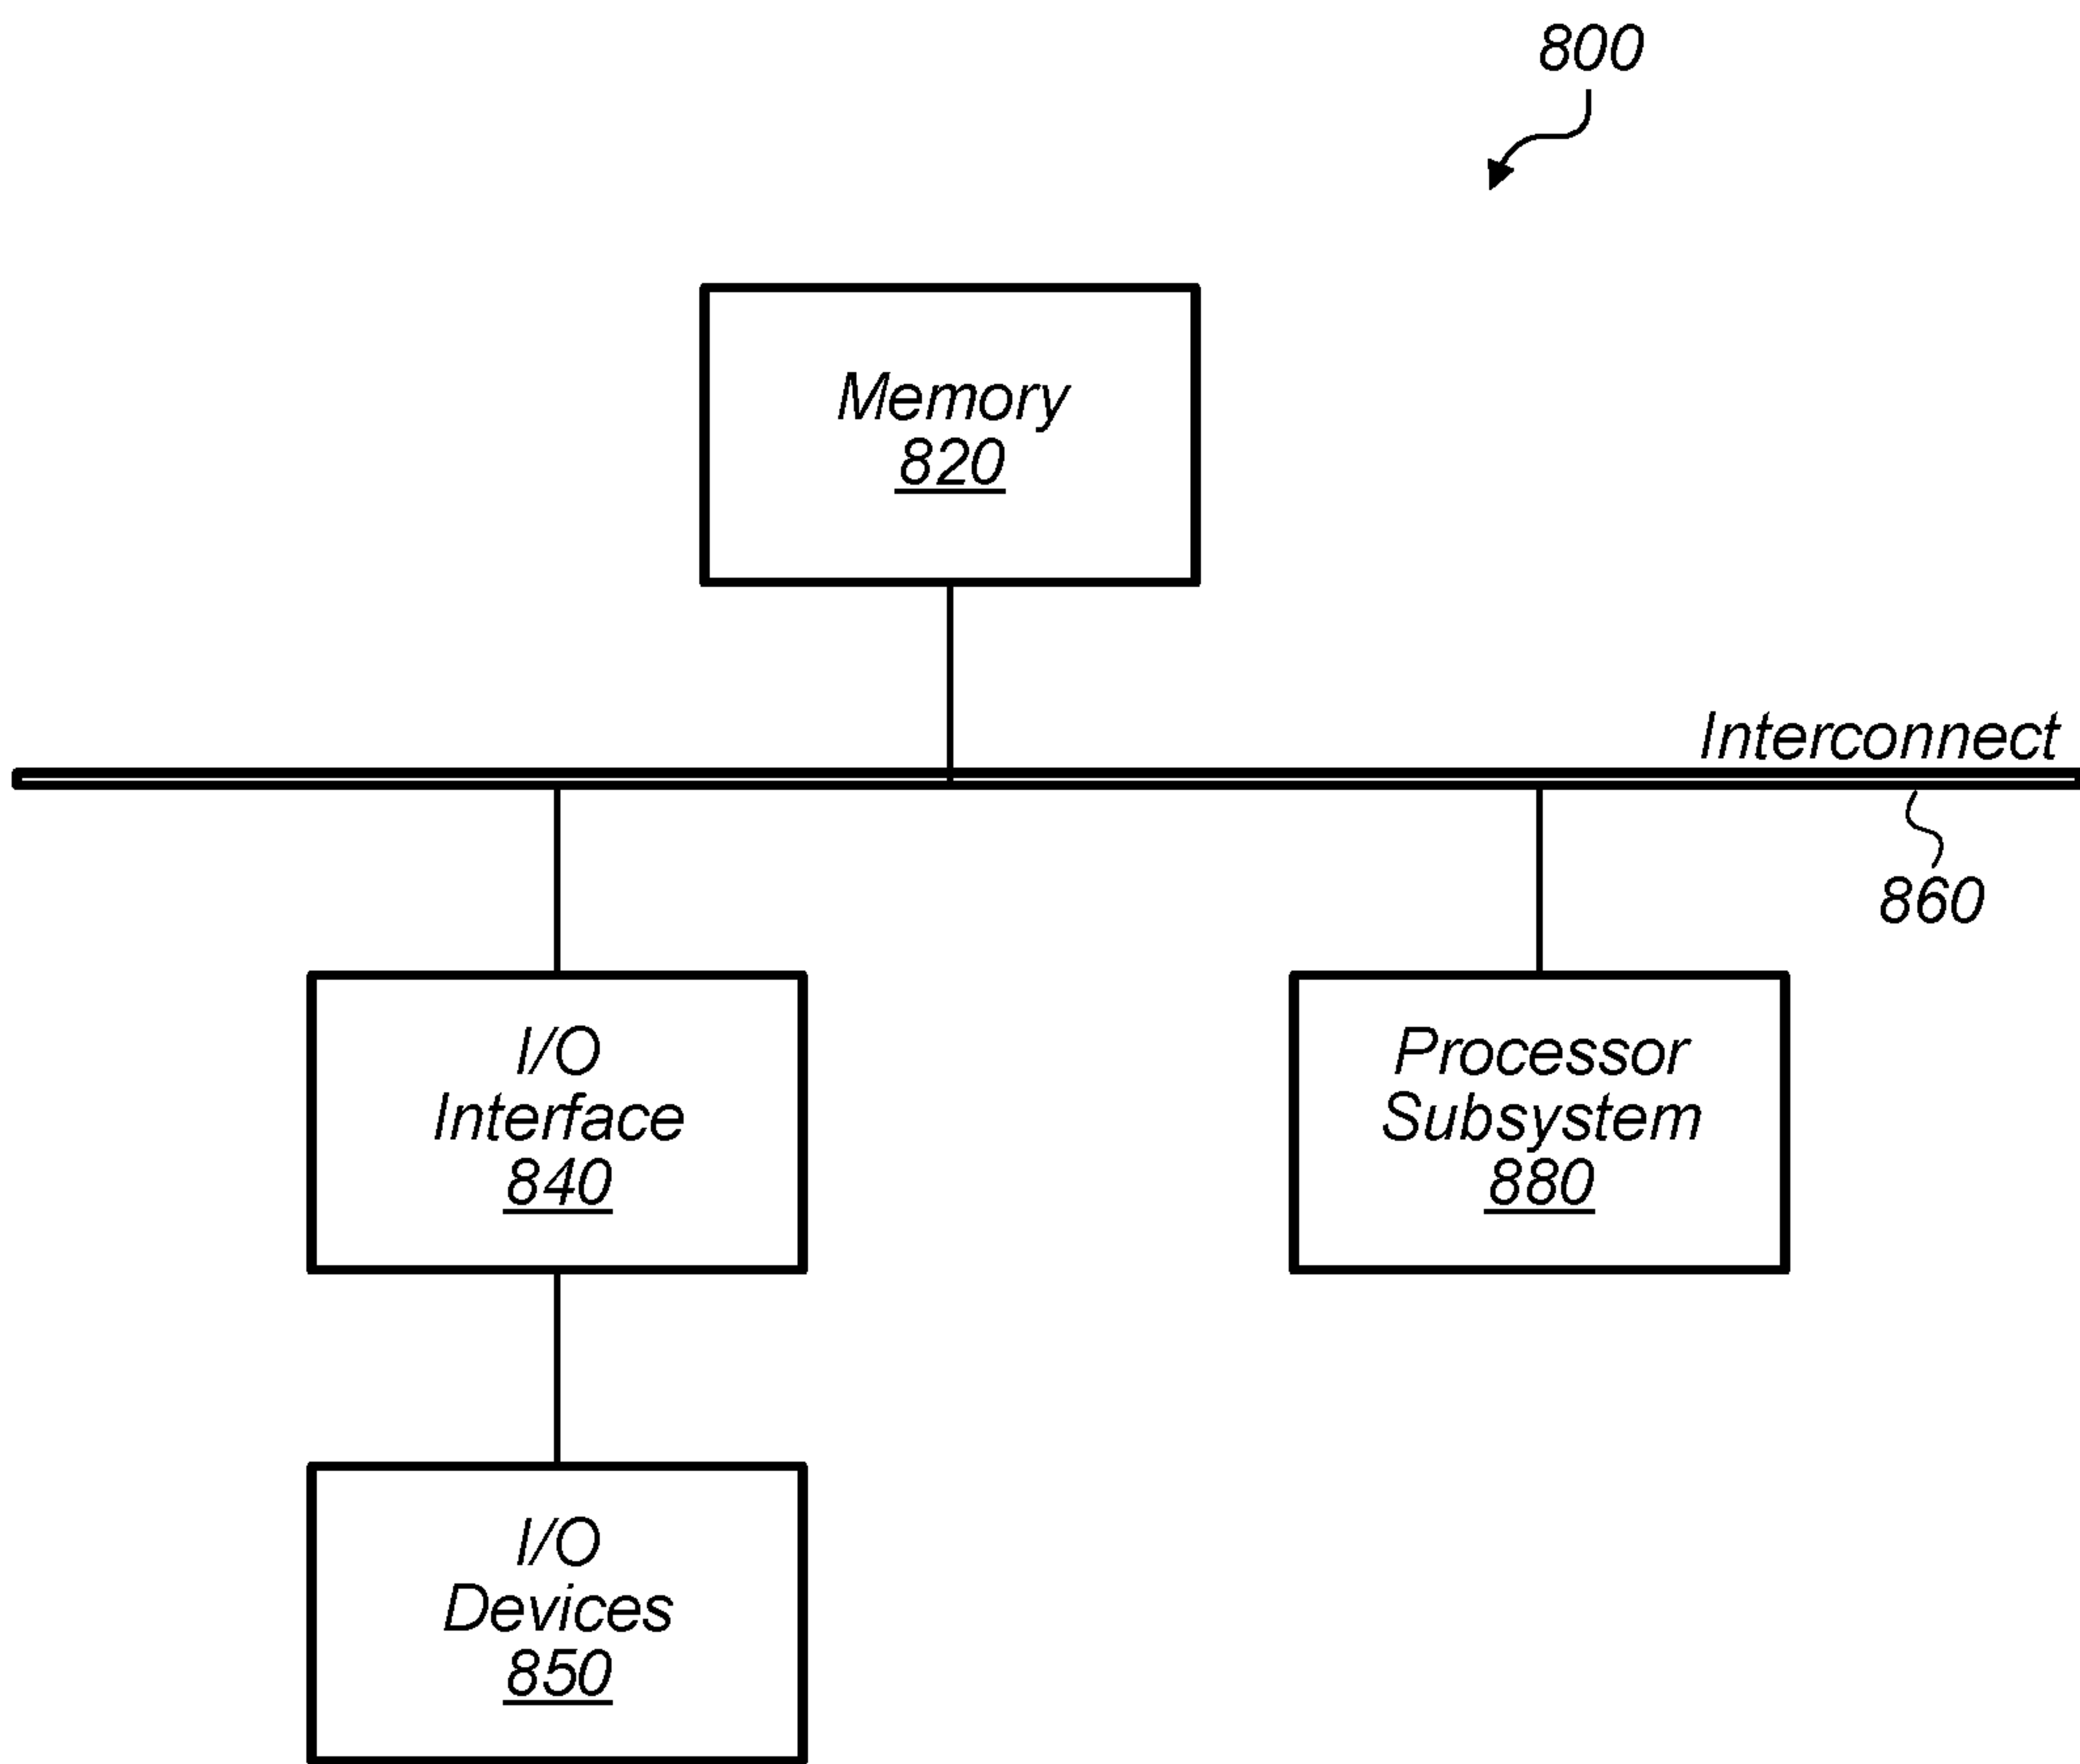 800
Memory
820
Interconnect
860
I/O
Interface
840
Processor
Subsystem
880
I/O
Devices
850